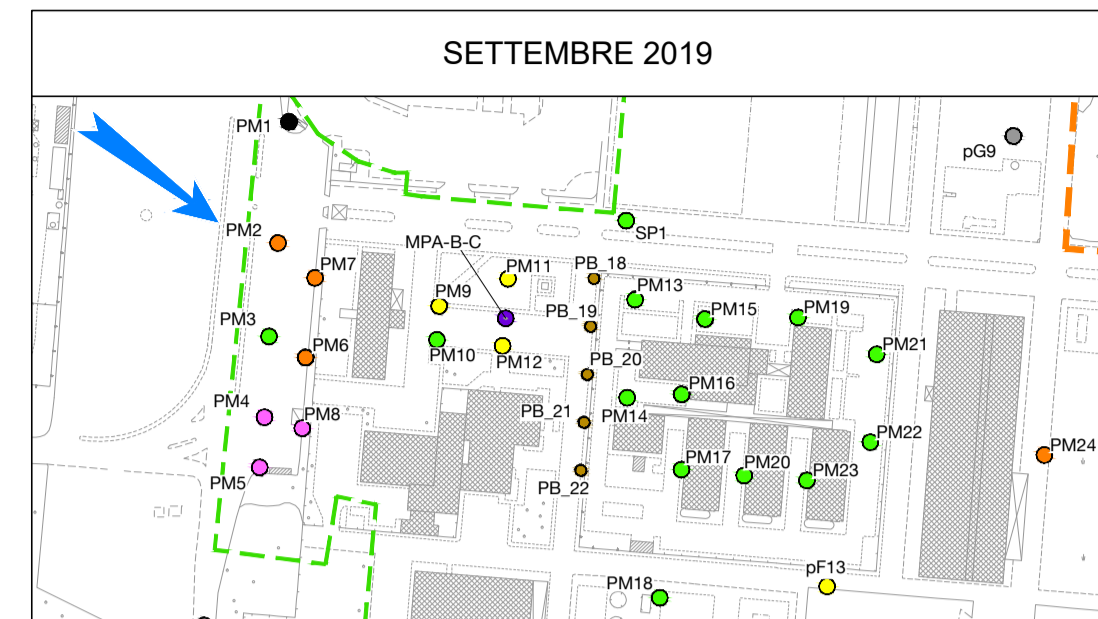 SETTEMBRE 2019
PM1
pG9
PM2
SP1
MPA-B-C
PM7
PM11
PB_18
PM13
PM9
PB_19
PM15
PM19
PM3
PM6
PM10
PM12
PB_20
PM21
PM16
PM4
PM8
PB_21
PM14
PM22
PM24
PM5
PB_22
PM17
PM20
PM23
PM18
pF13